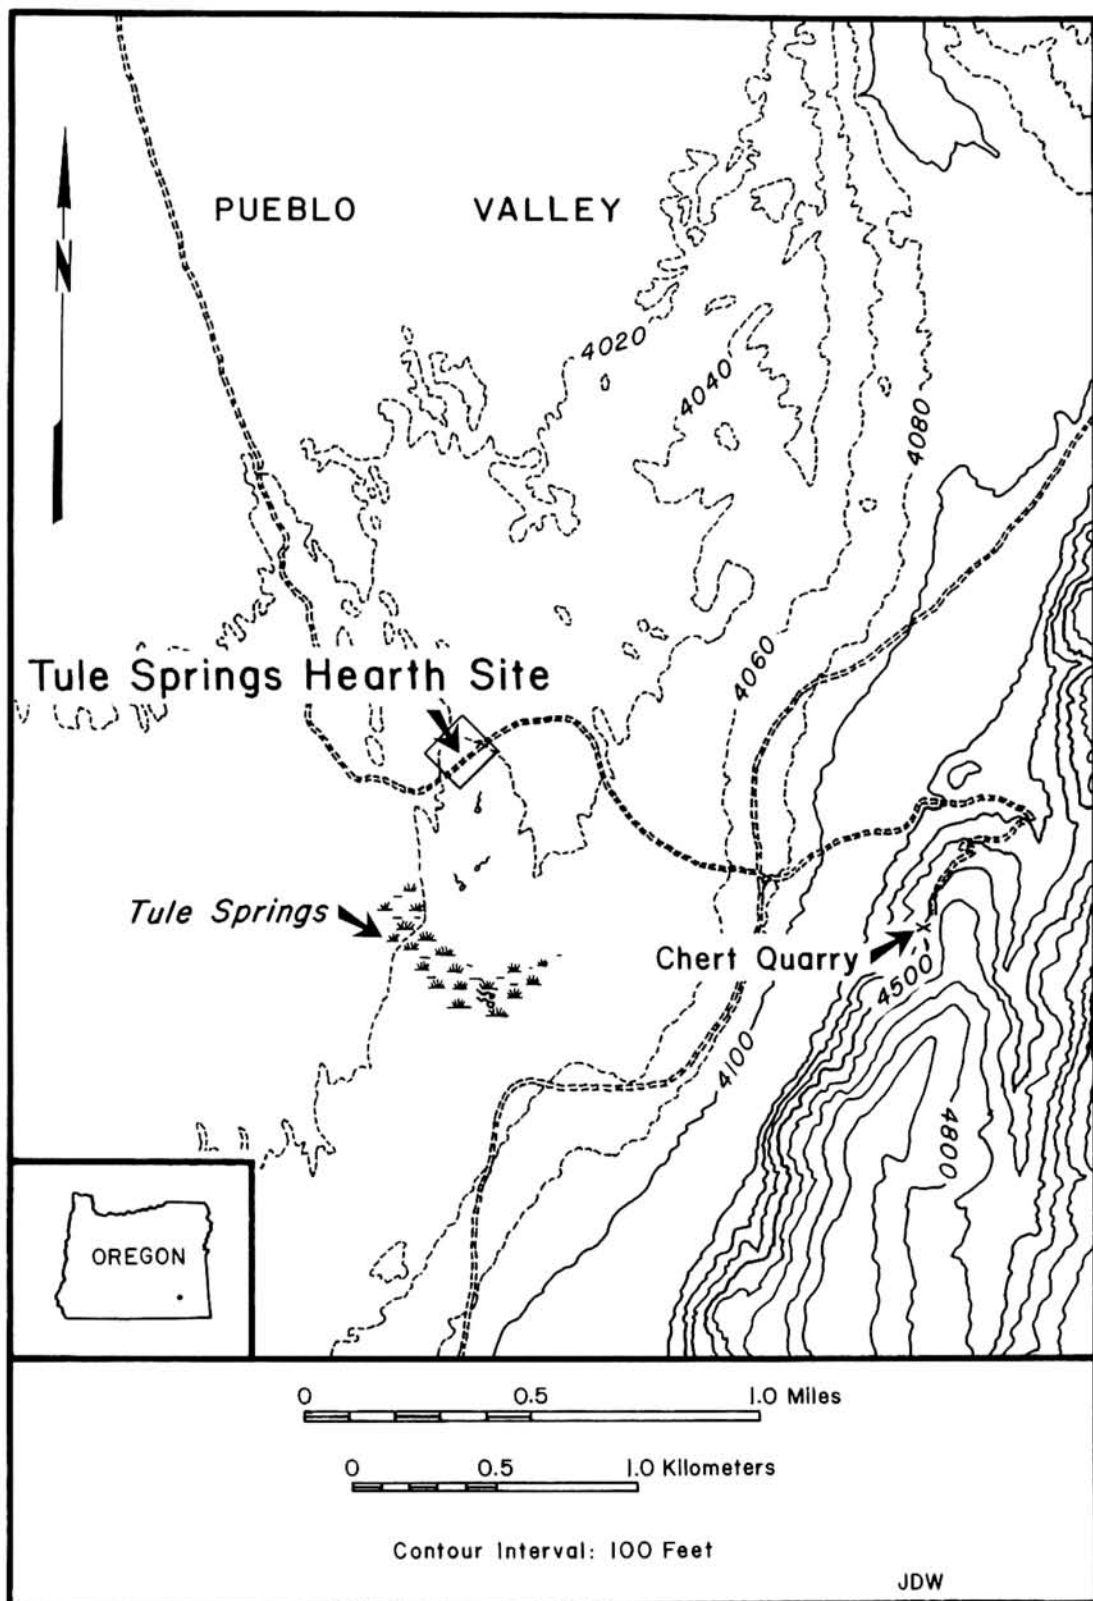 PUEBLO VALLEY
N
4020
4040
4080
4060
Tule Springs Hearth Site
Tule Springs
Chert Quarry
4500
4100
4800
OREGON
0 0.5 1.0 Miles
0 0.5 1.0 Kilometers
Contour Interval: 100 Feet
JDW